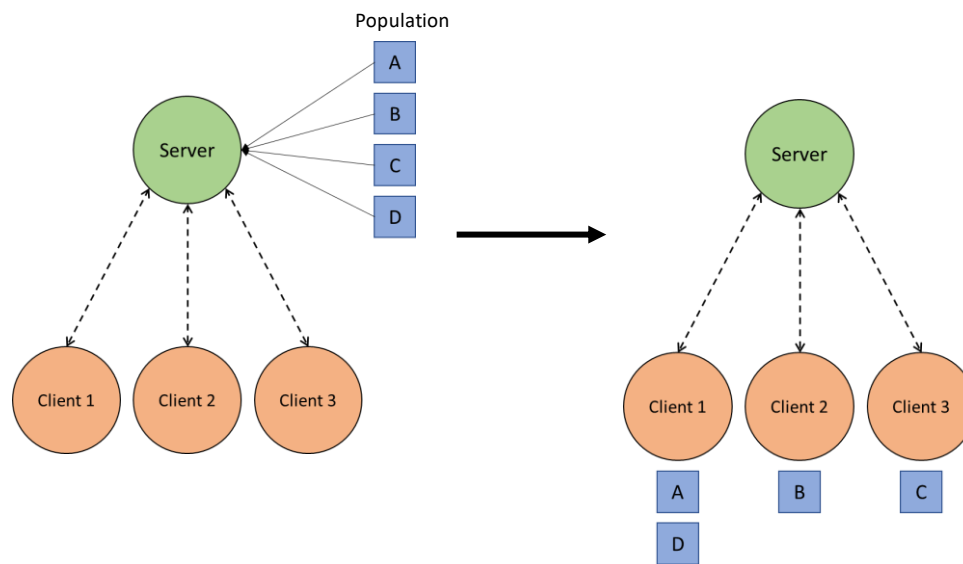 Population
A
B
C
D
Server
Client 1
Client 2
Client 3
Server
Client 1
Client 2
Client 3
A
B
C
D